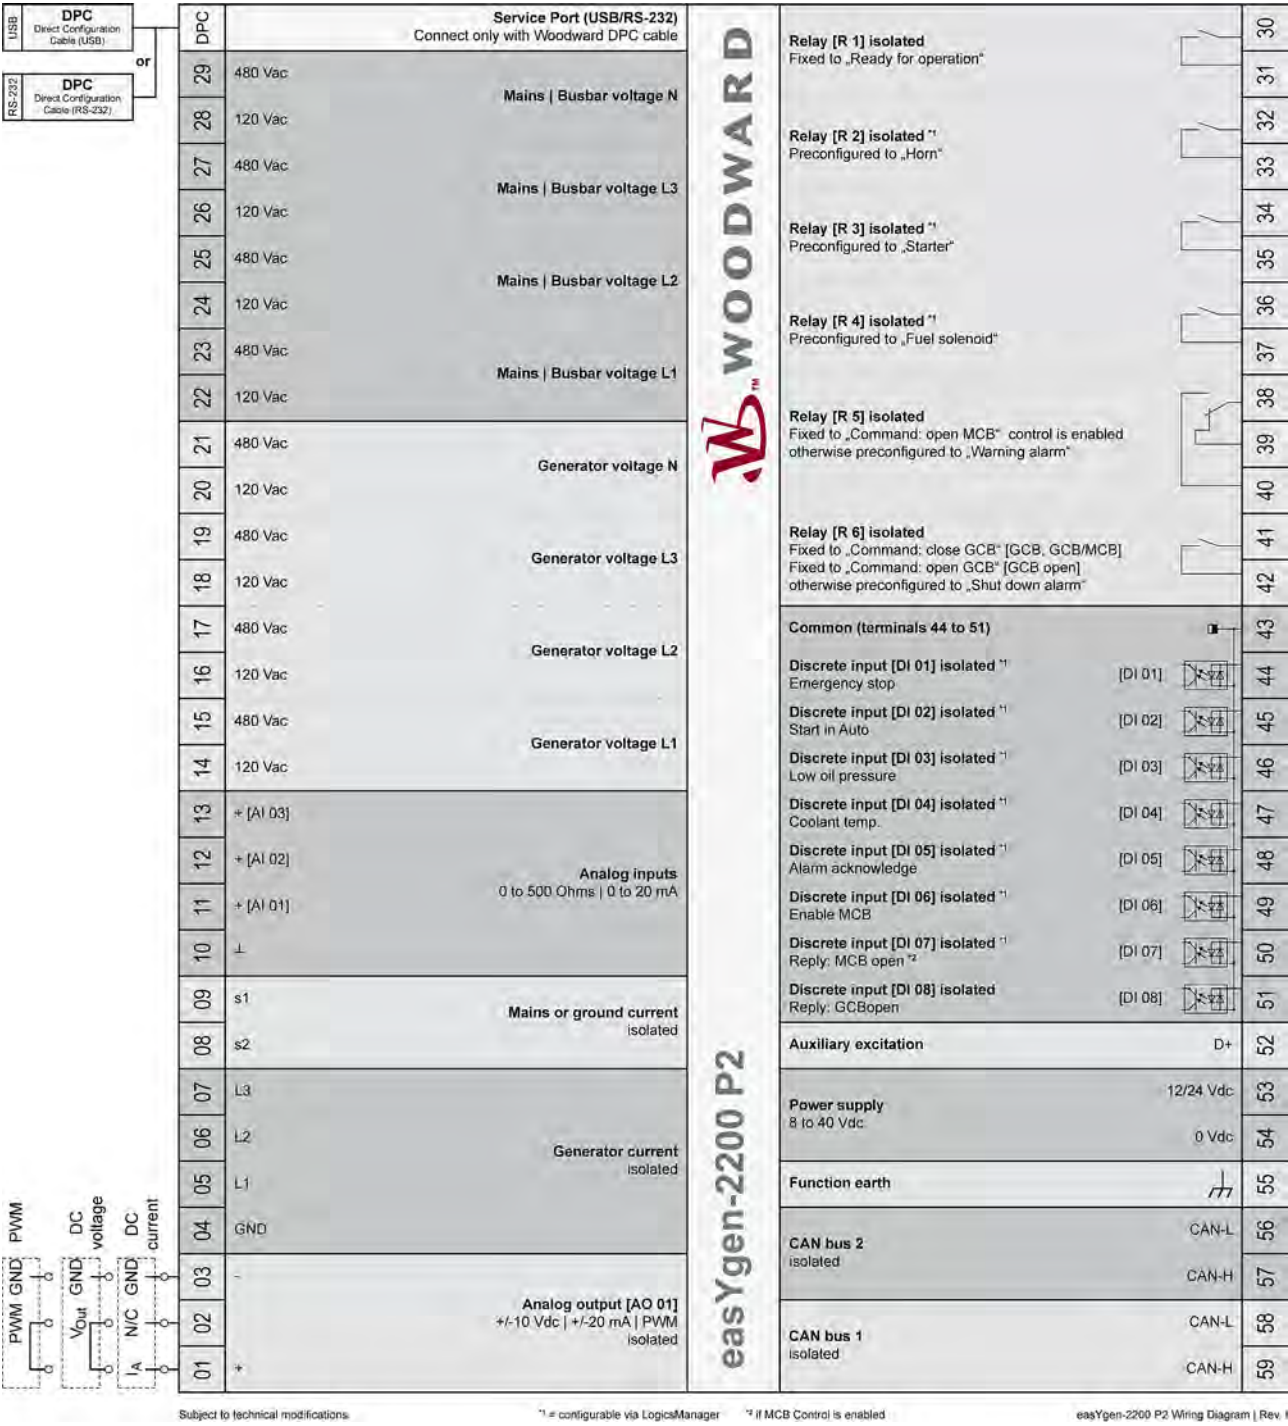 USB
DPC
Direct Configuration
Cable (USB)
or
RS-232
DPC
Direct Configuration
Cable (RS-232)
DPC
Service Port (USB/RS-232)
Connect only with Woodward DPC cable
29
480 Vac
Mains | Busbar voltage N
28
120 Vac
27
480 Vac
Mains | Busbar voltage L3
26
120 Vac
25
480 Vac
Mains | Busbar voltage L2
24
120 Vac
23
480 Vac
Mains | Busbar voltage L1
22
120 Vac
21
480 Vac
Generator voltage N
20
120 Vac
19
480 Vac
Generator voltage L3
18
120 Vac
17
480 Vac
Generator voltage L2
16
120 Vac
15
480 Vac
Generator voltage L1
14
120 Vac
13
+ [AI 03]
12
+ [AI 02]
Analog inputs
0 to 500 Ohms | 0 to 20 mA
11
+ [AI 01]
10
⊥
09
s1
Mains or ground current
isolated
08
s2
07
L3
06
L2
Generator current
isolated
05
L1
04
GND
03
-
02
Analog output [AO 01]
+/-10 Vdc | +/-20 mA | PWM
isolated
01
+
PWM
DC
voltage
DC
current
PWM GND
Vout GND
IA N/C GND
WOODWARD
W
TM
easYgen-2200 P2
Relay [R 1] isolated
Fixed to „Ready for operation“
30
31
Relay [R 2] isolated *1
Preconfigured to „Horn“
32
33
Relay [R 3] isolated *1
Preconfigured to „Starter“
34
35
Relay [R 4] isolated *1
Preconfigured to „Fuel solenoid“
36
37
Relay [R 5] isolated
Fixed to „Command: open MCB“ control is enabled
otherwise preconfigured to „Warning alarm“
38
39
40
Relay [R 6] isolated
Fixed to „Command: close GCB“ [GCB, GCB/MCB]
Fixed to „Command: open GCB“ [GCB open]
otherwise preconfigured to „Shut down alarm“
41
42
Common (terminals 44 to 51)
43
Discrete input [DI 01] isolated *1
Emergency stop
[DI 01]
44
Discrete input [DI 02] isolated *1
Start in Auto
[DI 02]
45
Discrete input [DI 03] isolated *1
Low oil pressure
[DI 03]
46
Discrete input [DI 04] isolated *1
Coolant temp.
[DI 04]
47
Discrete input [DI 05] isolated *1
Alarm acknowledge
[DI 05]
48
Discrete input [DI 06] isolated *1
Enable MCB
[DI 06]
49
Discrete input [DI 07] isolated *1
Reply: MCB open *2
[DI 07]
50
Discrete input [DI 08] isolated
Reply: GCBopen
[DI 08]
51
Auxiliary excitation
D+
52
Power supply
8 to 40 Vdc
12/24 Vdc
53
0 Vdc
54
Function earth
55
CAN bus 2
isolated
CAN-L
56
CAN-H
57
CAN bus 1
isolated
CAN-L
58
CAN-H
59
Subject to technical modifications
*1 = configurable via LogicsManager
*2 if MCB Control is enabled
easYgen-2200 P2 Wiring Diagram | Rev.